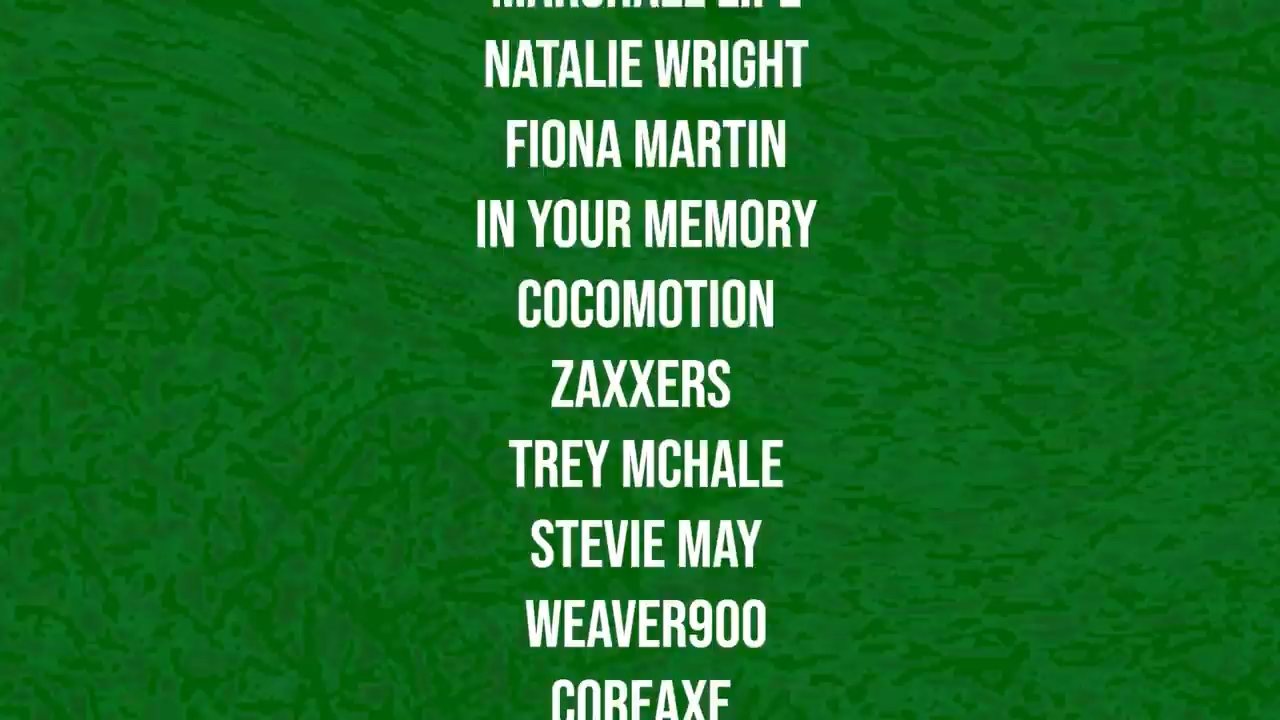 NATALIE WRIGHT
FIONA MARTIN
IN YOUR MEMORY
COCOMOTION
ZAXXERS
TREY MCHALE
STEVIE MAY
WEAVER900